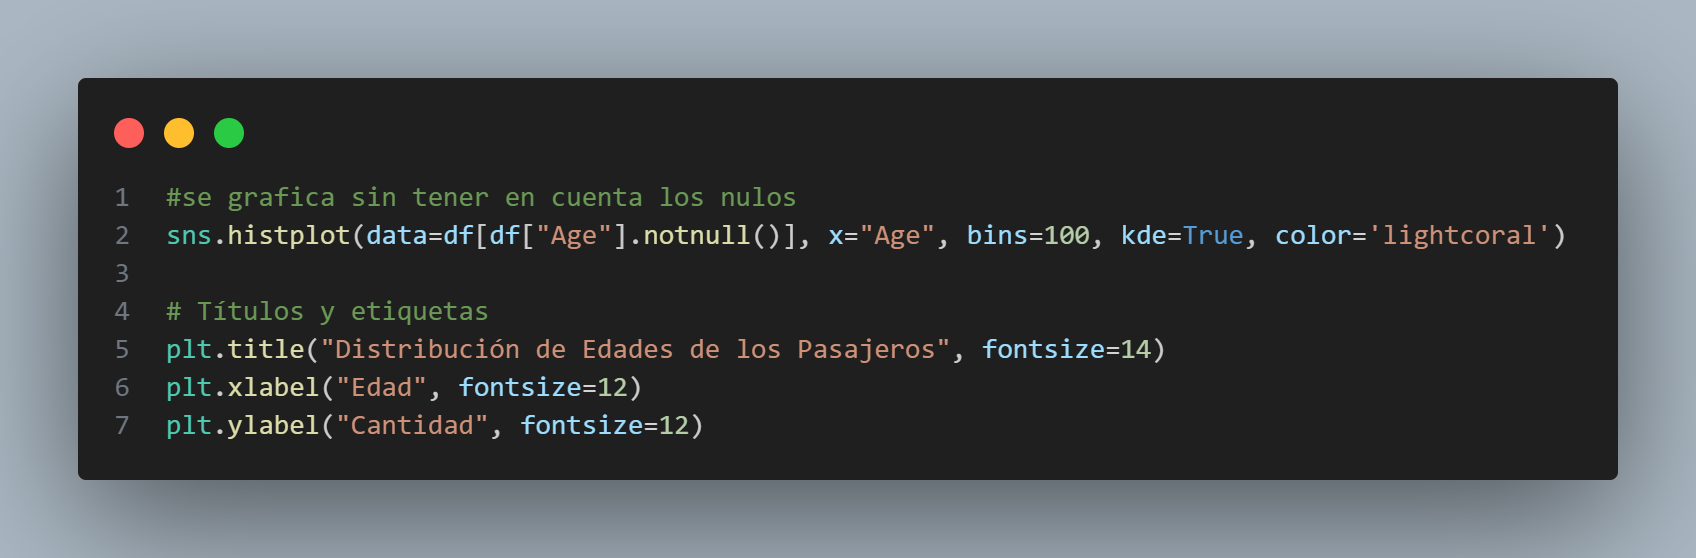 1 #se grafica sin tener en cuenta los nulos
2 sns.histplot(data=df[df["Age"].notnull()], x="Age", bins=100, kde=True, color='lightcoral')
3
4 # Títulos y etiquetas
5 plt.title("Distribución de Edades de los Pasajeros", fontsize=14)
6 plt.xlabel("Edad", fontsize=12)
7 plt.ylabel("Cantidad", fontsize=12)